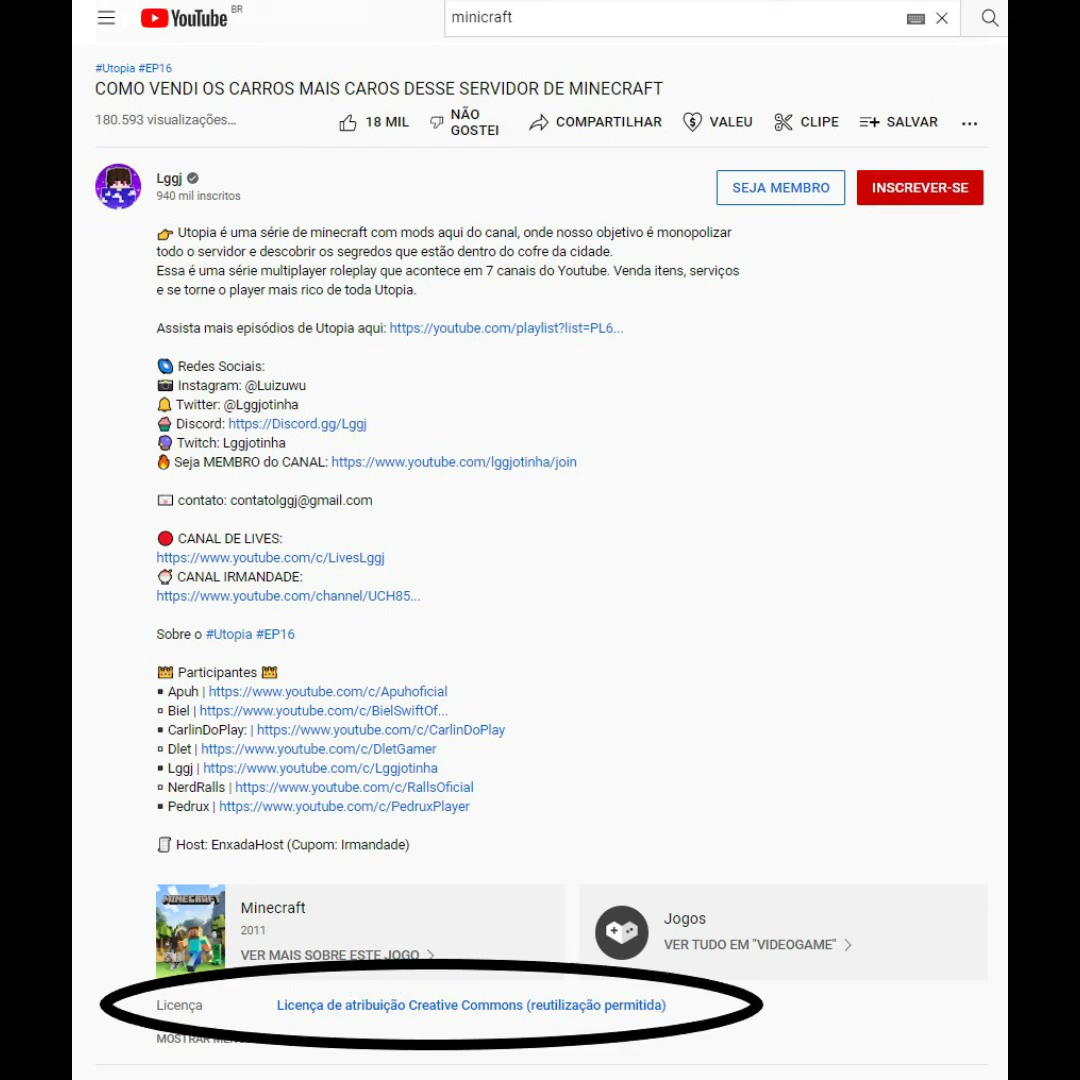 YouTube BR
minicraft
#Utopia #EP16
COMO VENDI OS CARROS MAIS CAROS DESSE SERVIDOR DE MINECRAFT
180.593 visualizações...
18 MIL
NÃO GOSTEI
COMPARTILHAR
VALEU
CLIPE
SALVAR
...
Lggj
940 mil inscritos
SEJA MEMBRO
INSCREVER-SE
👉 Utopia é uma série de minecraft com mods aqui do canal, onde nosso objetivo é monopolizar
todo o servidor e descobrir os segredos que estão dentro do cofre da cidade.
Essa é uma série multiplayer roleplay que acontece em 7 canais do Youtube. Venda itens, serviços
e se torne o player mais rico de toda Utopia.
Assista mais episódios de Utopia aqui: https://youtube.com/playlist?list=PL6...
Redes Sociais:
Instagram: @Luizuwu
Twitter: @Lggjotinha
Discord: https://Discord.gg/Lggj
Twitch: Lggjotinha
Seja MEMBRO do CANAL: https://www.youtube.com/lggjotinha/join
contato: contatolggj@gmail.com
CANAL DE LIVES:
https://www.youtube.com/c/LivesLggj
CANAL IRMANDADE:
https://www.youtube.com/channel/UCH85...
Sobre o #Utopia #EP16
Participantes
▪ Apuh | https://www.youtube.com/c/Apuhoficial
▫ Biel | https://www.youtube.com/c/BielSwiftOf...
▪ CarlinDoPlay: | https://www.youtube.com/c/CarlinDoPlay
▫ Dlet | https://www.youtube.com/c/DletGamer
▪ Lggj | https://www.youtube.com/c/Lggjotinha
▫ NerdRalls | https://www.youtube.com/c/RallsOficial
▪ Pedrux | https://www.youtube.com/c/PedruxPlayer
Host: EnxadaHost (Cupom: Irmandade)
MINECRAFT
Minecraft
2011
VER MAIS SOBRE ESTE JOGO
Jogos
VER TUDO EM "VIDEOGAME"
Licença
Licença de atribuição Creative Commons (reutilização permitida)
MOSTRAR